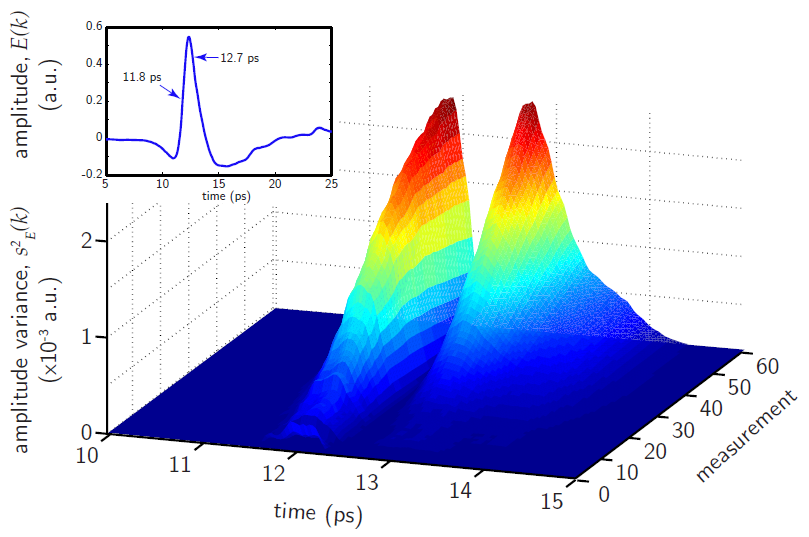 amplitude, E(k)
(a.u.)
0.6
0.4
0.2
0
-0.2
11.8 ps
12.7 ps
5 10 15 20 25
time (ps)
amplitude variance, s²_E(k)
(×10⁻³ a.u.)
2
1
0
10 11 12 13 14 15
time (ps)
0 10 20 30 40 50 60
measurement